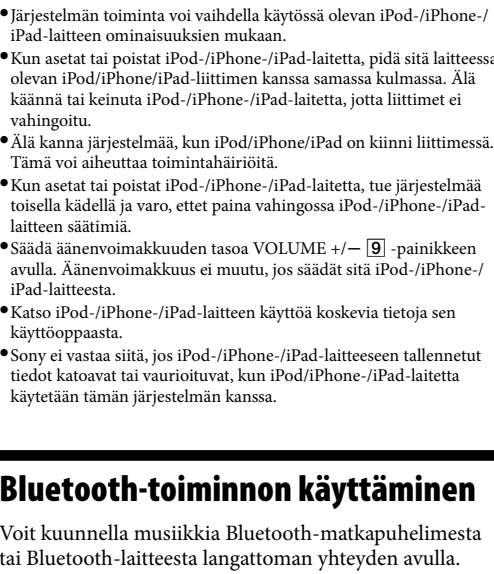 •Järjestelmän toiminta voi vaihdella käytössä olevan iPod-/iPhone-/
iPad-laitteen ominaisuuksien mukaan.
•Kun asetat tai poistat iPod-/iPhone-/iPad-laitetta, pidä sitä laitteessa
olevan iPod/iPhone/iPad-liittimen kanssa samassa kulmassa. Älä
käännä tai keinuta iPod-/iPhone-/iPad-laitetta, jotta liittimet ei
vahingoitu.
•Älä kanna järjestelmää, kun iPod/iPhone/iPad on kiinni liittimessä.
Tämä voi aiheuttaa toimintahäiriöitä.
•Kun asetat tai poistat iPod-/iPhone-/iPad-laitetta, tue järjestelmää
toisella kädellä ja varo, ettet paina vahingossa iPod-/iPhone-/iPad-
laitteen säätimiä.
•Säädä äänenvoimakkuuden tasoa VOLUME +/− 9 -painikkeen
avulla. Äänenvoimakkuus ei muutu, jos säädät sitä iPod-/iPhone-/
iPad-laitteesta.
•Katso iPod-/iPhone-/iPad-laitteen käyttöä koskevia tietoja sen
käyttöoppaasta.
•Sony ei vastaa siitä, jos iPod-/iPhone-/iPad-laitteeseen tallennetut
tiedot katoavat tai vaurioituvat, kun iPod/iPhone-/iPad-laitetta
käytetään tämän järjestelmän kanssa.
Bluetooth-toiminnon käyttäminen
Voit kuunnella musiikkia Bluetooth-matkapuhelimesta
tai Bluetooth-laitteesta langattoman yhteyden avulla.